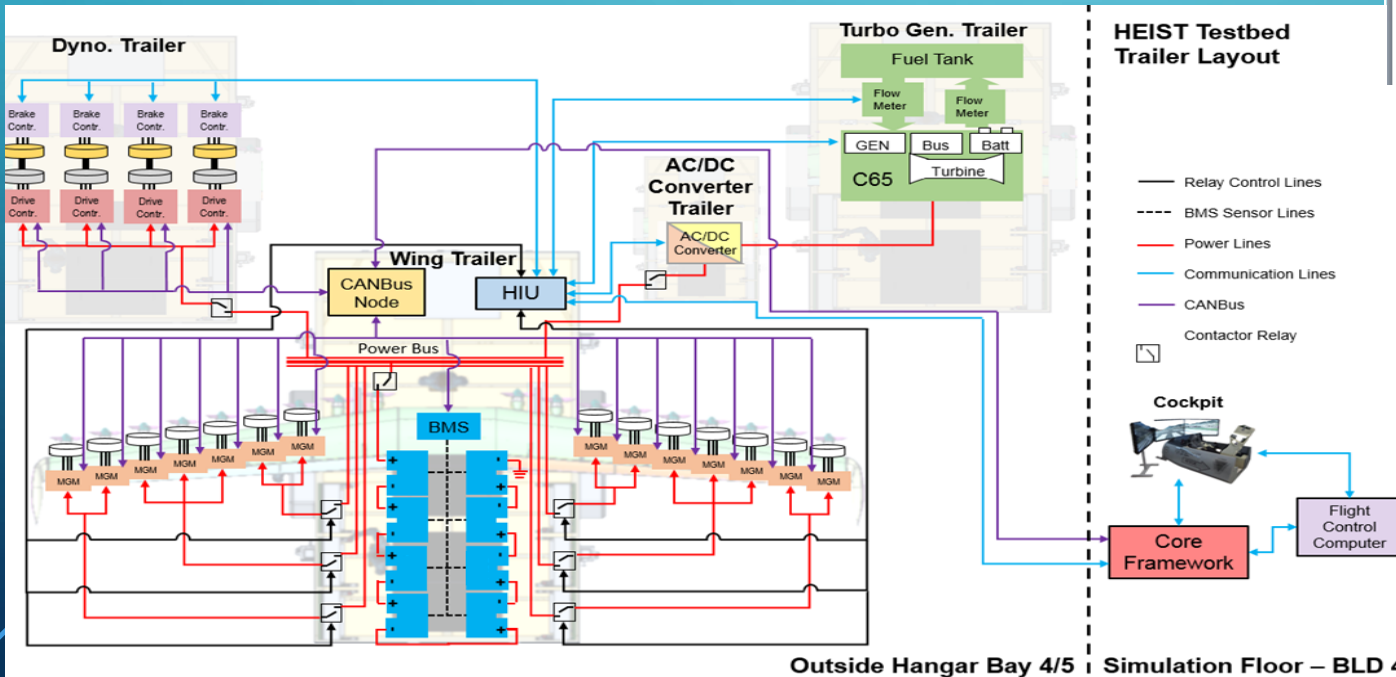 Dyno. Trailer
Turbo Gen. Trailer
HEIST Testbed
Trailer Layout
Fuel Tank
Flow
Meter
Flow
Meter
Brake
Contr.
Brake
Contr.
Brake
Contr.
Brake
Contr.
GEN
Bus
Batt
C65
Turbine
AC/DC
Converter
Trailer
Drive
Contr.
Drive
Contr.
Drive
Contr.
Drive
Contr.
AC/DC
Converter
Relay Control Lines
BMS Sensor Lines
Power Lines
Communication Lines
CANBus
Contactor Relay
Wing Trailer
CANBus
Node
HIU
Power Bus
BMS
MGM
MGM
MGM
MGM
MGM
MGM
MGM
MGM
MGM
MGM
MGM
MGM
MGM
MGM
+
-
+
-
+
-
+
-
+
-
+
-
+
-
+
-
Cockpit
Flight
Control
Computer
Core
Framework
Outside Hangar Bay 4/5
Simulation Floor – BLD 4